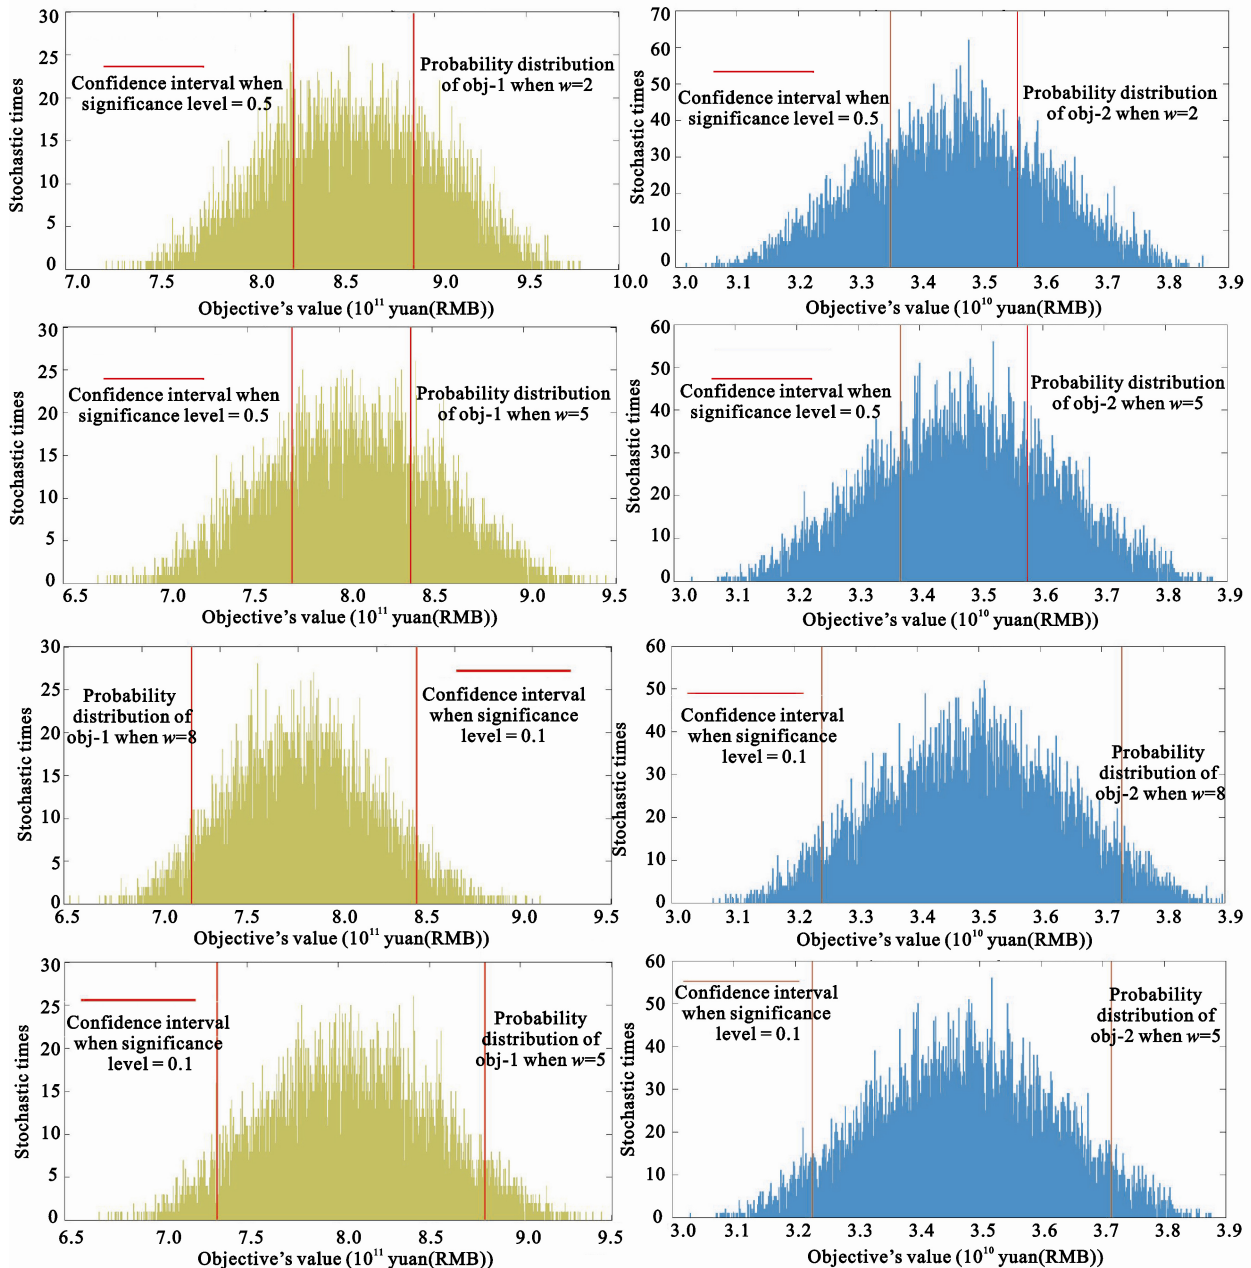 30
25
20
15
10
5
0
Stochastic times
Confidence interval when
significance level = 0.5
Probability distribution
of obj-1 when w=2
7.0 7.5 8.0 8.5 9.0 9.5 10.0
Objective's value (10¹¹ yuan(RMB))
70
60
50
40
30
20
10
0
Stochastic times
Confidence interval when
significance level = 0.5
Probability distribution
of obj-2 when w=2
3.0 3.1 3.2 3.3 3.4 3.5 3.6 3.7 3.8 3.9
Objective's value (10¹⁰ yuan(RMB))
30
25
20
15
10
5
0
Stochastic times
Confidence interval when
significance level = 0.5
Probability distribution
of obj-1 when w=5
6.5 7.0 7.5 8.0 8.5 9.0 9.5
Objective's value (10¹¹ yuan(RMB))
60
50
40
30
20
10
0
Stochastic times
Confidence interval when
significance level = 0.5
Probability distribution
of obj-2 when w=5
3.0 3.1 3.2 3.3 3.4 3.5 3.6 3.7 3.8 3.9
Objective's value (10¹⁰ yuan(RMB))
30
25
20
15
10
5
0
Stochastic times
Probability
distribution of
obj-1 when w=8
Confidence interval
when significance
level = 0.1
6.5 7.0 7.5 8.0 8.5 9.0 9.5
Objective's value (10¹¹ yuan(RMB))
60
50
40
30
20
10
0
Stochastic times
Confidence interval
when significance
level = 0.1
Probability
distribution of
obj-2 when w=8
3.0 3.1 3.2 3.3 3.4 3.5 3.6 3.7 3.8 3.9
Objective's value (10¹⁰ yuan(RMB))
30
25
20
15
10
5
0
Stochastic times
Confidence interval
when significance
level = 0.1
Probability
distribution of
obj-1 when w=5
6.5 7.0 7.5 8.0 8.5 9.0 9.5
Objective's value (10¹¹ yuan(RMB))
60
50
40
30
20
10
0
Stochastic times
Confidence interval
when significance
level = 0.1
Probability
distribution of
obj-2 when w=5
3.0 3.1 3.2 3.3 3.4 3.5 3.6 3.7 3.8 3.9
Objective's value (10¹⁰ yuan(RMB))